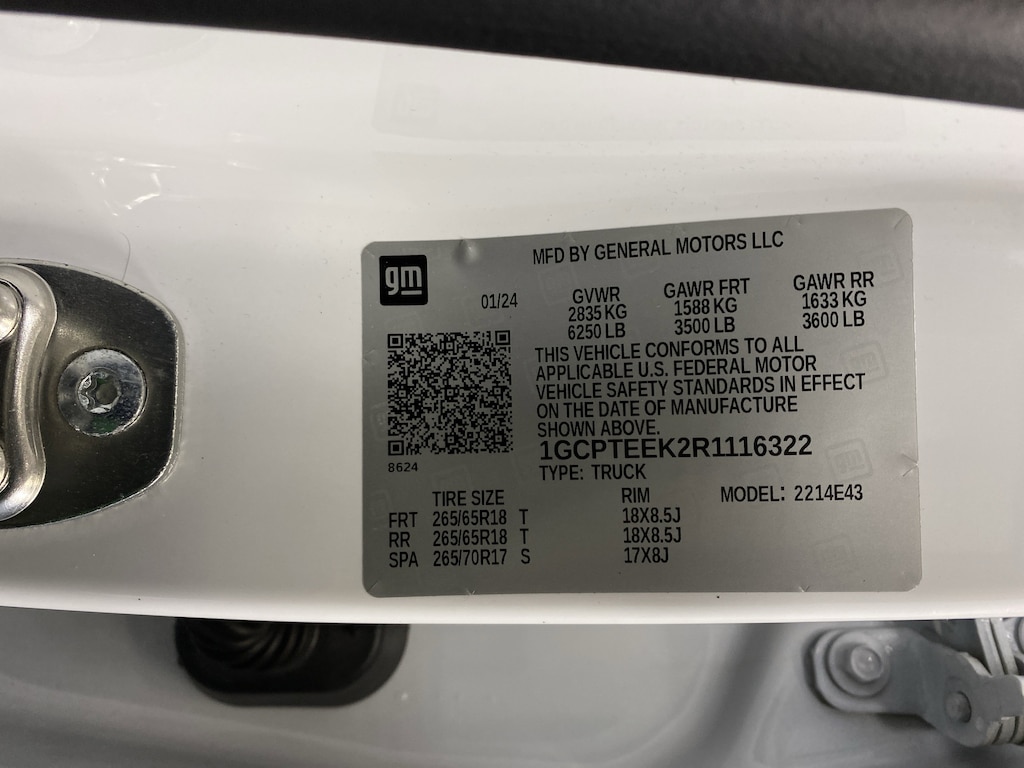 gm
MFD BY GENERAL MOTORS LLC
01/24
GVWR GAWR FRT GAWR RR
2835 KG 1588 KG 1633 KG
6250 LB 3500 LB 3600 LB
THIS VEHICLE CONFORMS TO ALL
APPLICABLE U.S. FEDERAL MOTOR
VEHICLE SAFETY STANDARDS IN EFFECT
ON THE DATE OF MANUFACTURE
SHOWN ABOVE.
8624
1GCPTEEK2R1116322
TYPE: TRUCK
TIRE SIZE RIM MODEL: 2214E43
FRT 265/65R18 T 18X8.5J
RR 265/65R18 T 18X8.5J
SPA 265/70R17 S 17X8J